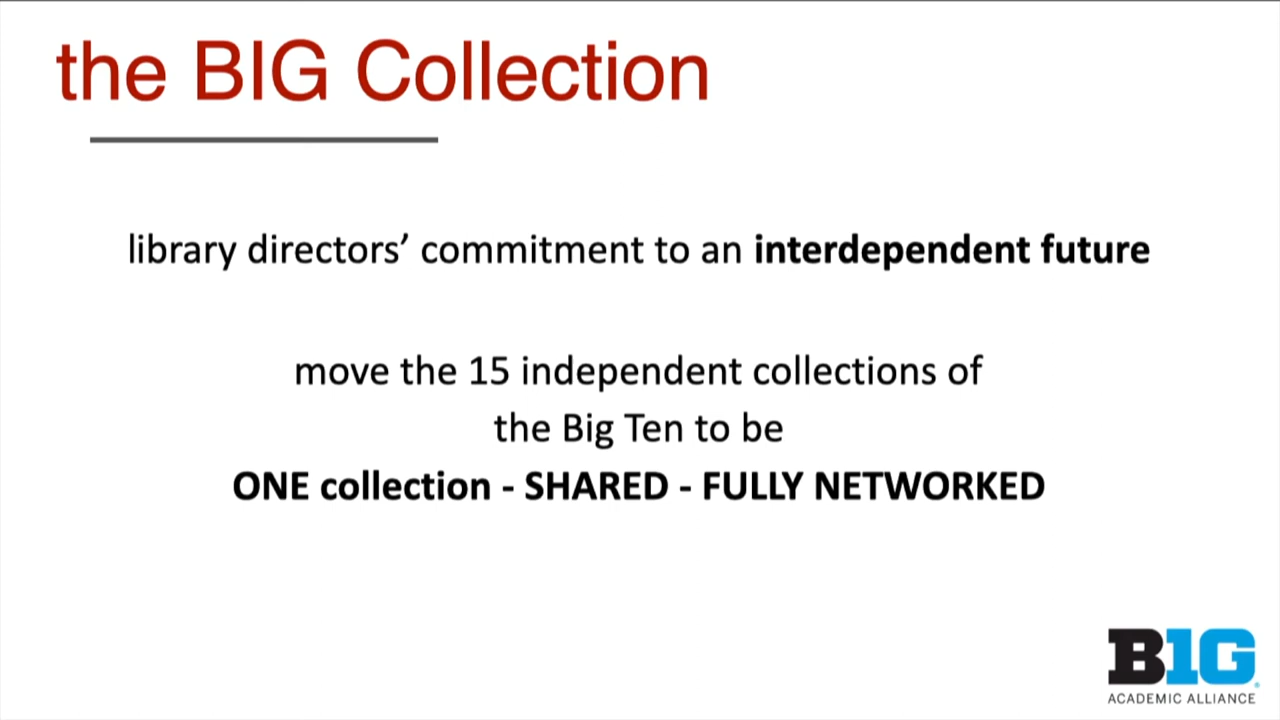 the BIG Collection
library directors’ commitment to an interdependent future
move the 15 independent collections of
the Big Ten to be
ONE collection - SHARED - FULLY NETWORKED
B1G
ACADEMIC ALLIANCE